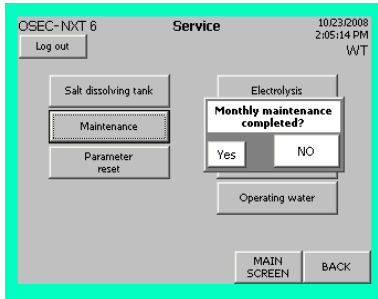 OSEC-NXT 6
Service
10/23/2008
2:05:14 PM
Log out
WT
Salt dissolving tank
Electrolysis
Maintenance
Monthly maintenance
completed?
Yes
NO
Parameter
reset
Operating water
MAIN
SCREEN
BACK